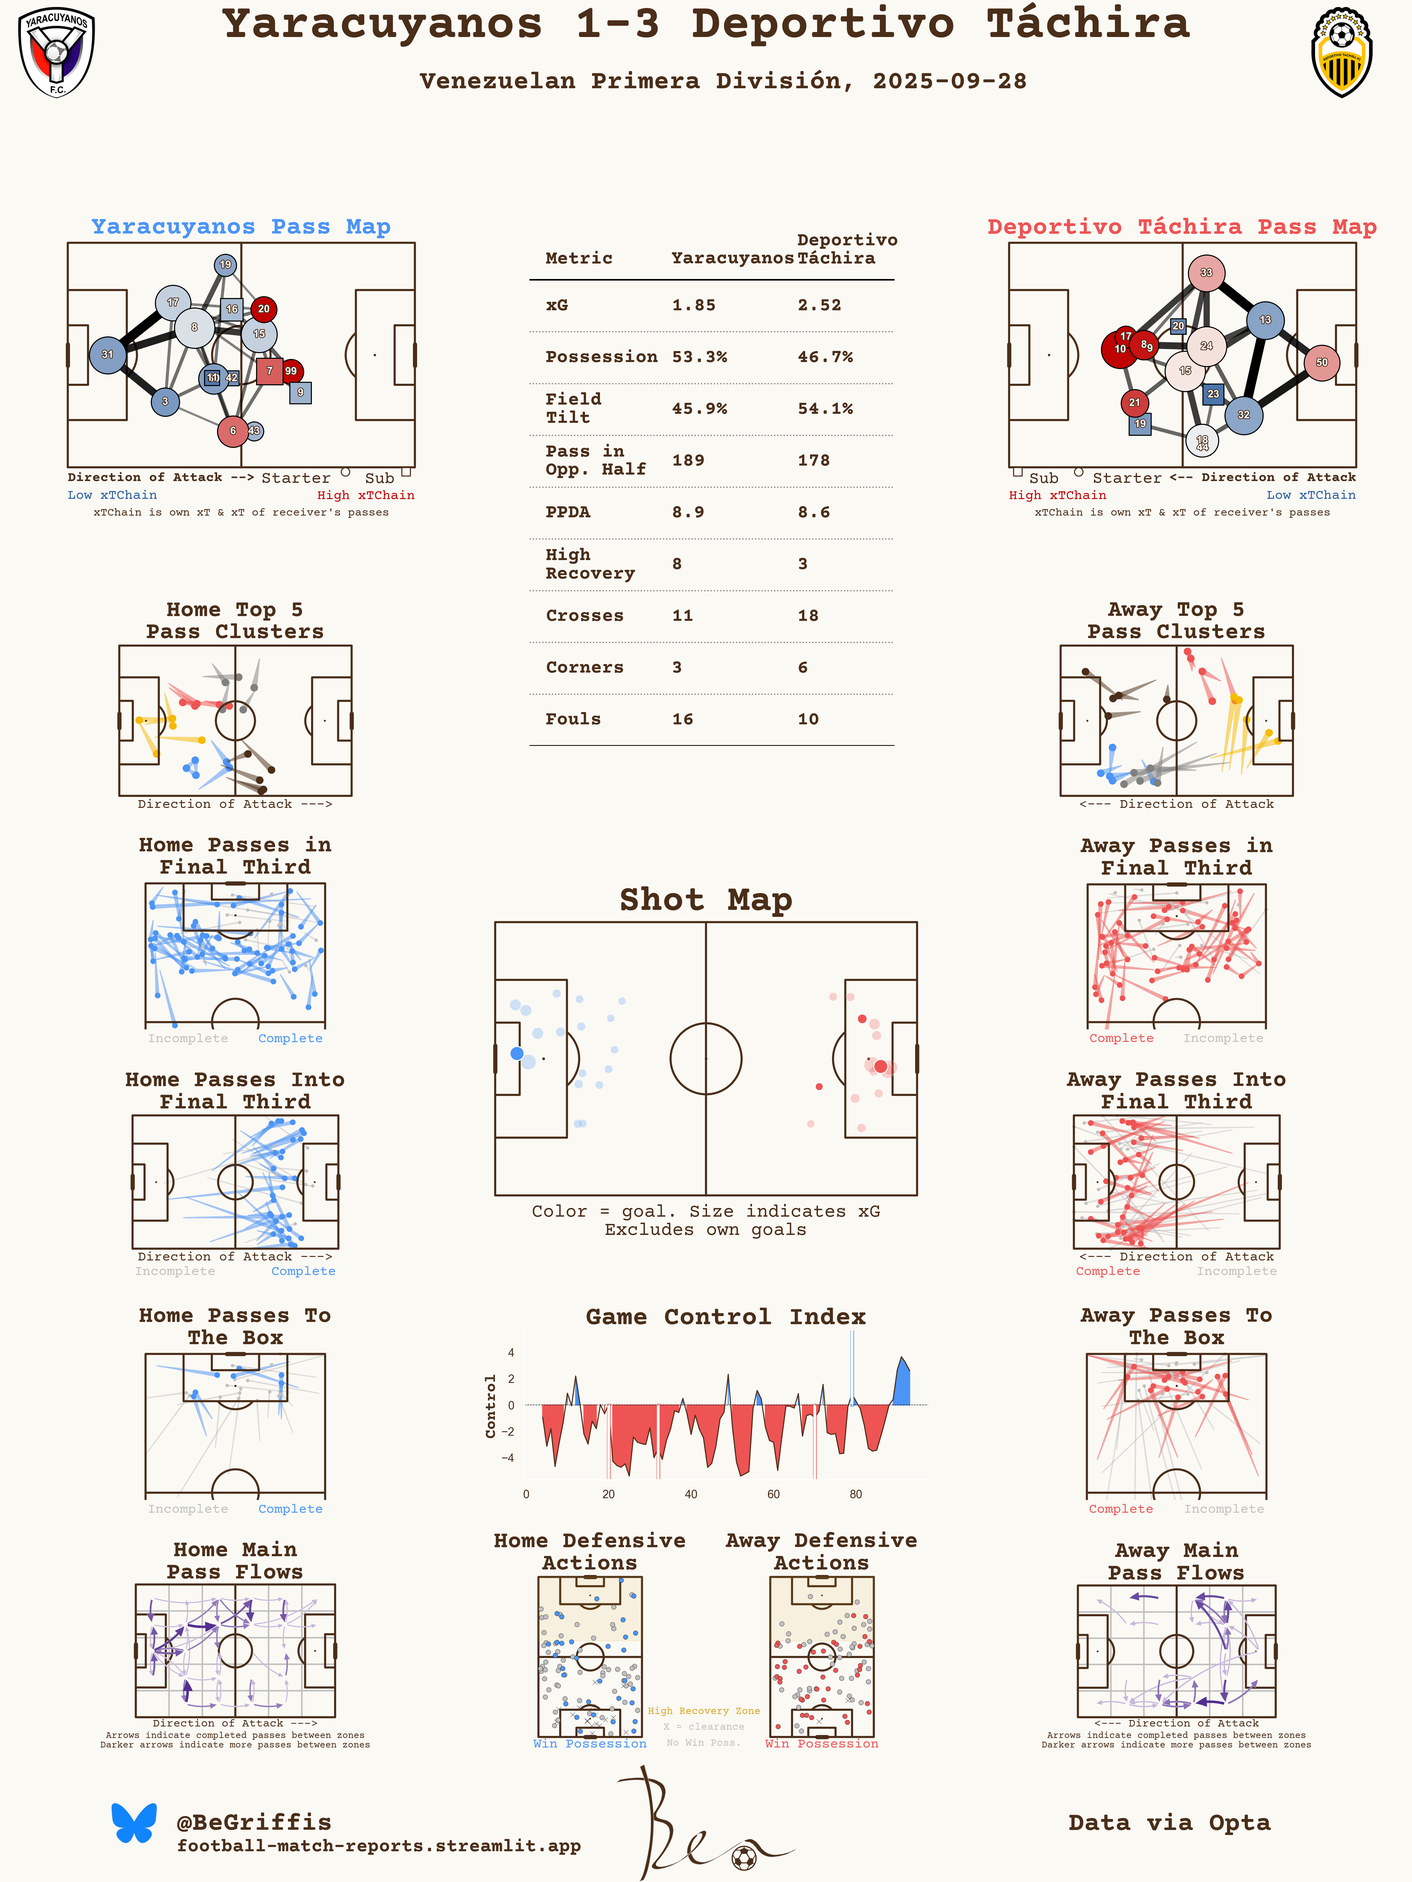 Yaracuyanos 1-3 Deportivo Táchira
Venezuelan Primera División, 2025-09-28
YARACUYANOS
F.C.
Yaracuyanos Pass Map
19
17
16
20
8
15
31
42
7
99
9
3
6
43
Direction of Attack --> Starter Sub
Low xTChain High xTChain
xTChain is own xT & xT of receiver's passes
Metric Yaracuyanos Deportivo Táchira
xG 1.85 2.52
Possession 53.3% 46.7%
Field Tilt 45.9% 54.1%
Pass in Opp. Half 189 178
PPDA 8.9 8.6
High Recovery 8 3
Crosses 11 18
Corners 3 6
Fouls 16 10
Deportivo Táchira Pass Map
33
13
20
17
10
8
9
24
50
15
23
21
32
19
18
44
Sub Starter <-- Direction of Attack
High xTChain Low xTChain
xTChain is own xT & xT of receiver's passes
Home Top 5
Pass Clusters
Direction of Attack --->
Away Top 5
Pass Clusters
<--- Direction of Attack
Home Passes in
Final Third
Incomplete Complete
Away Passes in
Final Third
Complete Incomplete
Shot Map
Color = goal. Size indicates xG
Excludes own goals
Home Passes Into
Final Third
Direction of Attack --->
Incomplete Complete
Away Passes Into
Final Third
<--- Direction of Attack
Complete Incomplete
Home Passes To
The Box
Incomplete Complete
Game Control Index
Control
4
2
0
−2
−4
0 20 40 60 80
Away Passes To
The Box
Complete Incomplete
Home Main
Pass Flows
Direction of Attack --->
Arrows indicate completed passes between zones
Darker arrows indicate more passes between zones
Home Defensive
Actions
Win Possession
Away Defensive
Actions
Win Possession
High Recovery Zone
X = clearance
No Win Poss.
Away Main
Pass Flows
<--- Direction of Attack
Arrows indicate completed passes between zones
Darker arrows indicate more passes between zones
@BeGriffis
football-match-reports.streamlit.app
Ben
Data via Opta